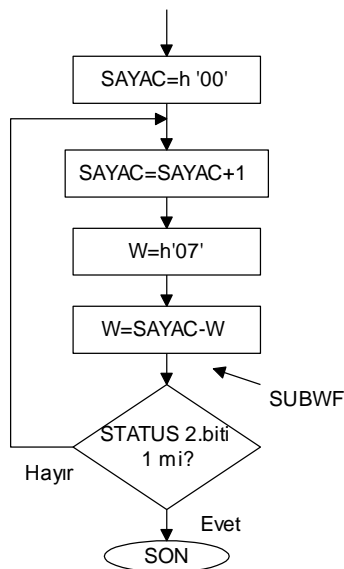 SAYAC=h '00'
SAYAC=SAYAC+1
W=h'07'
W=SAYAC-W
SUBWF
STATUS 2.biti
1 mi?
Hayır
Evet
SON